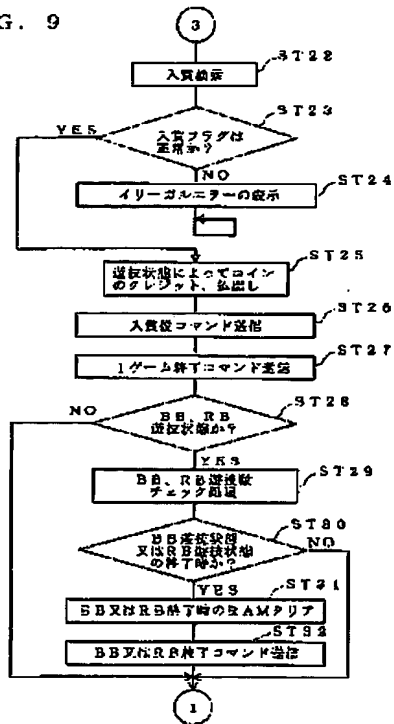 G. 9
3
ST22
入賞検索
ST23
YES
入賞フラグは
正常か?
NO
ST24
イリーガルエラーの表示
ST25
遊技状態によってコイン
のクレジット、払出し
ST26
入賞後コマンド送信
ST27
1ゲーム終了コマンド送信
ST28
NO
BB、RB
遊技状態か?
YES
ST29
BB、RB遊技数
チェック処理
ST30
BB遊技状態
又はRB遊技状態
の終了時か?
NO
YES
ST31
BB又はRB終了時のRAMクリア
ST32
BB又はRB終了コマンド送信
1